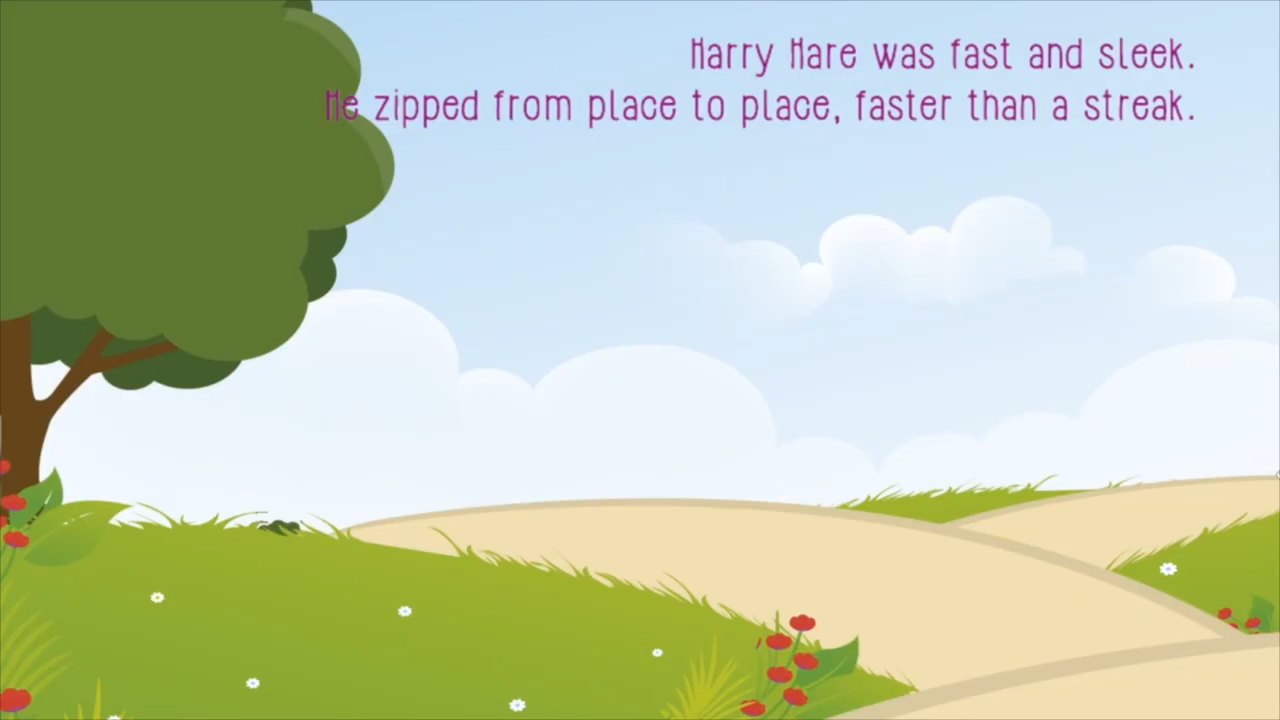 Harry Hare was fast and sleek.
He zipped from place to place, faster than a streak.